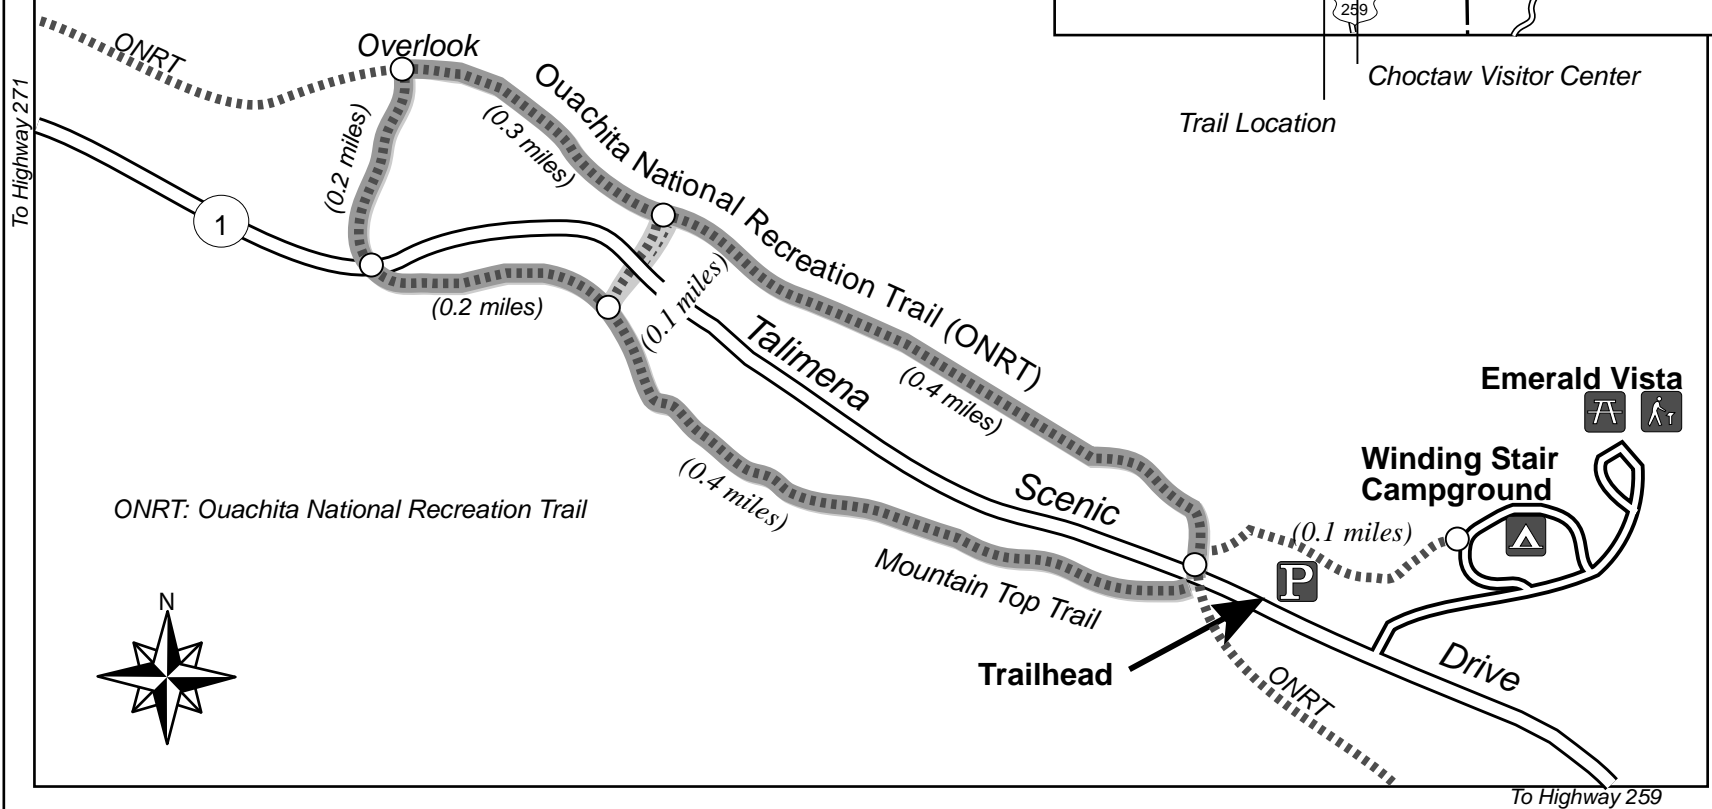 259
Choctaw Visitor Center
Trail Location
ONRT
Overlook
To Highway 271
(0.2 miles)
(0.3 miles)
Ouachita National Recreation Trail (ONRT)
1
(0.2 miles)
(0.1 miles)
Talimena
(0.4 miles)
Emerald Vista
Winding Stair
Campground
(0.4 miles)
Scenic
ONRT: Ouachita National Recreation Trail
(0.1 miles)
Mountain Top Trail
P
N
Trailhead
Drive
ONRT
To Highway 259